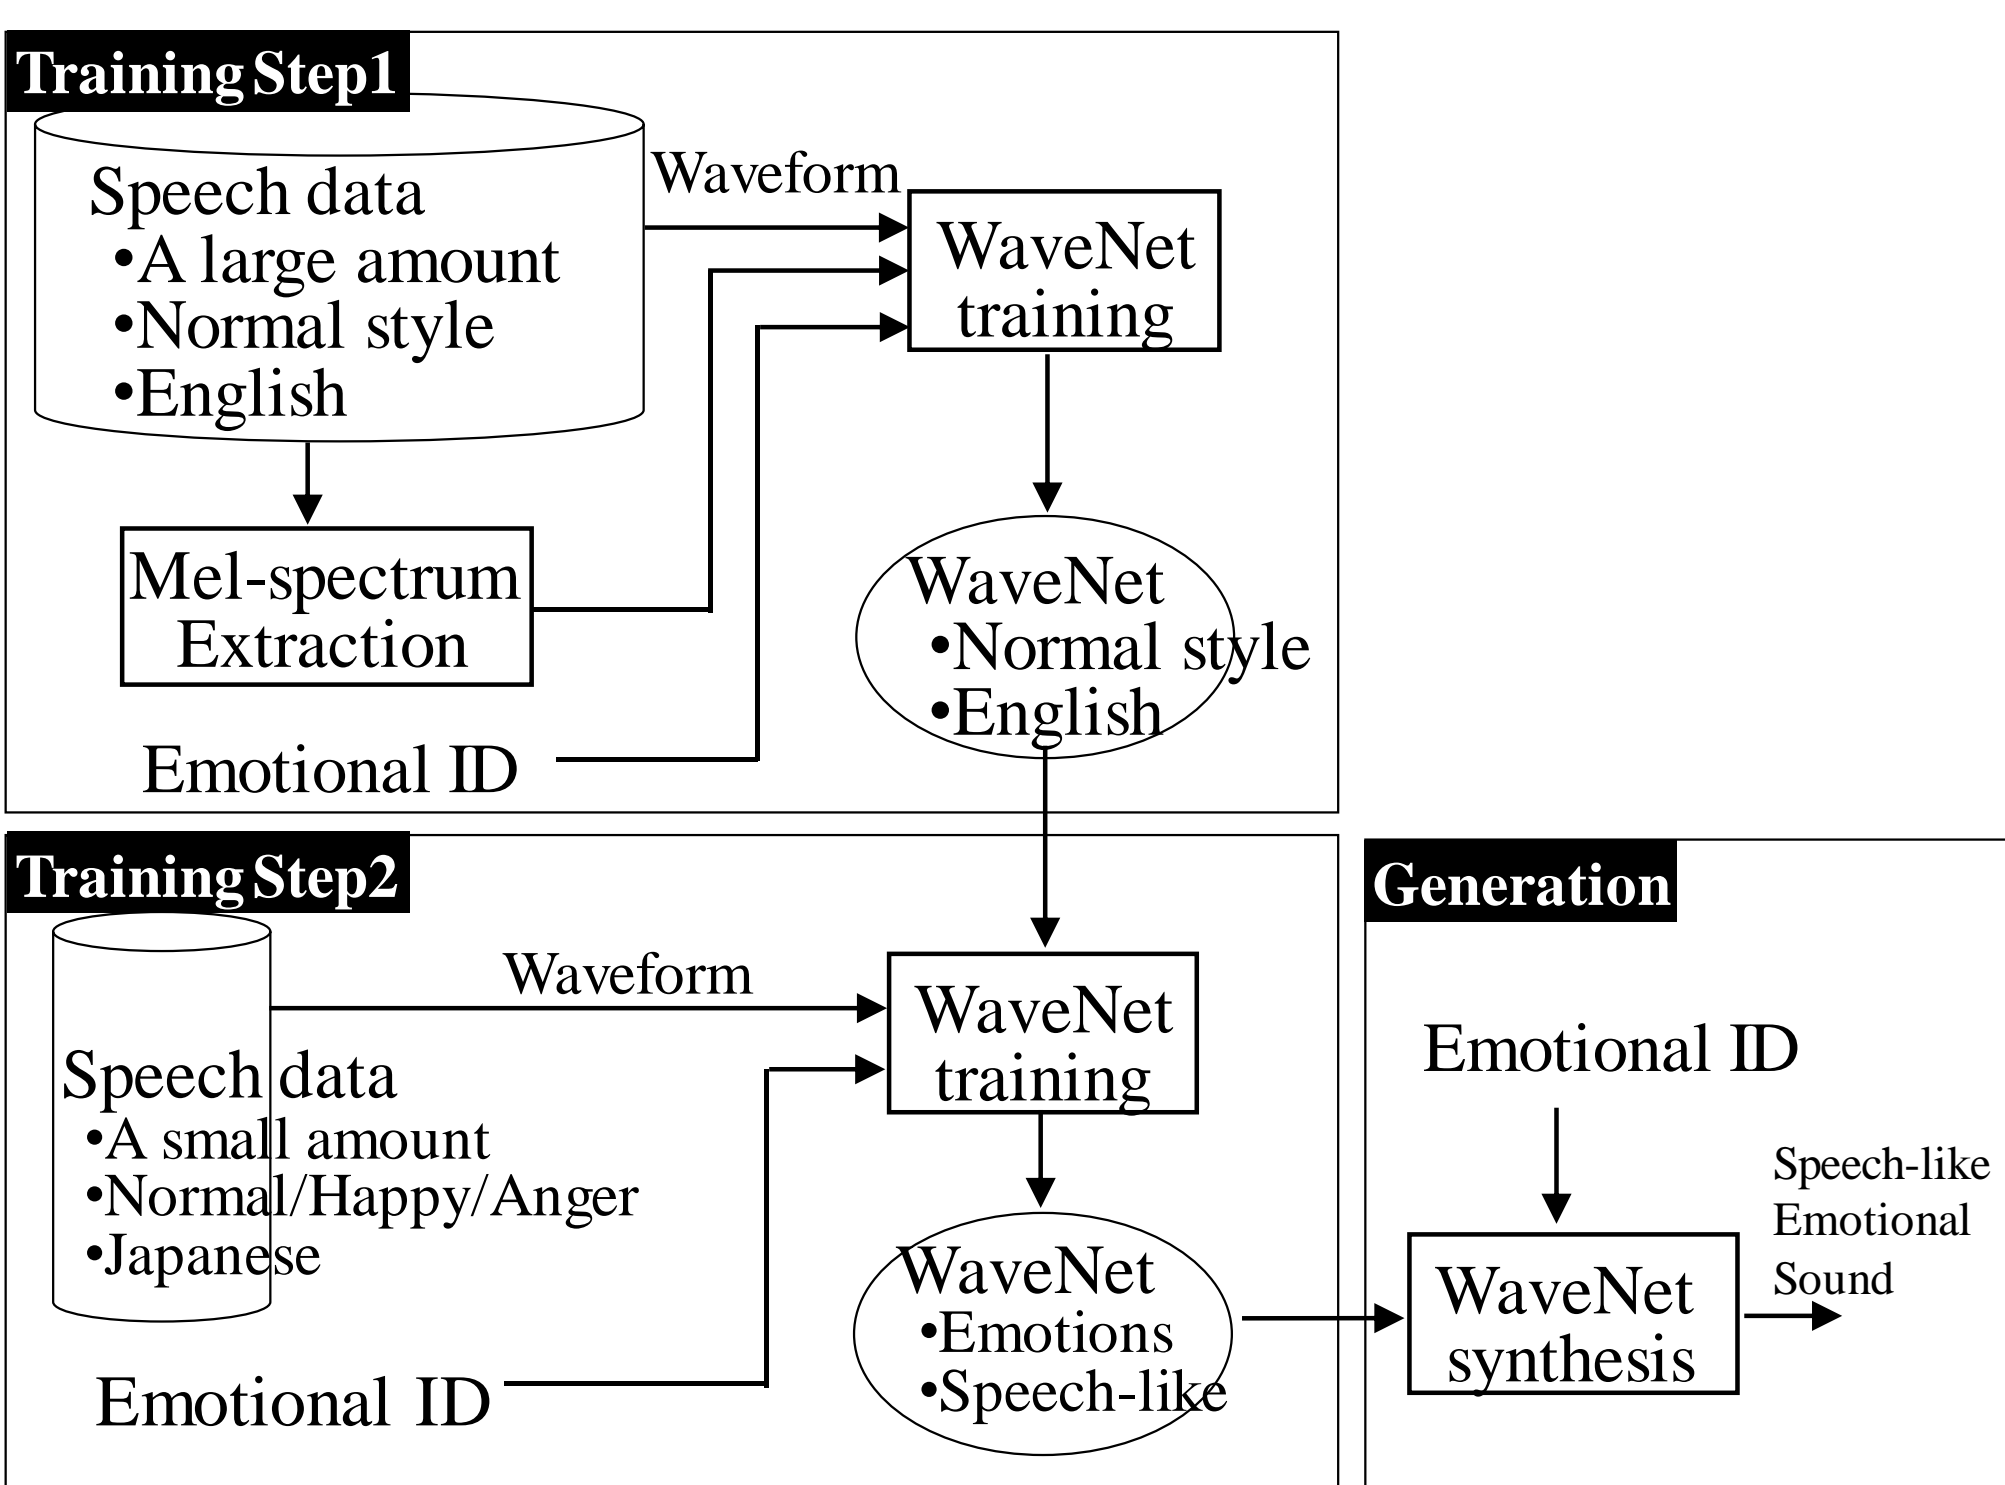 Training Step1
Speech data
•A large amount
•Normal style
•English
Waveform
WaveNet
training
Mel-spectrum
Extraction
Emotional ID
WaveNet
•Normal style
•English
Training Step2
Speech data
•A small amount
•Normal/Happy/Anger
•Japanese
Waveform
WaveNet
training
Emotional ID
WaveNet
•Emotions
•Speech-like
Generation
Emotional ID
WaveNet
synthesis
Speech-like
Emotional
Sound